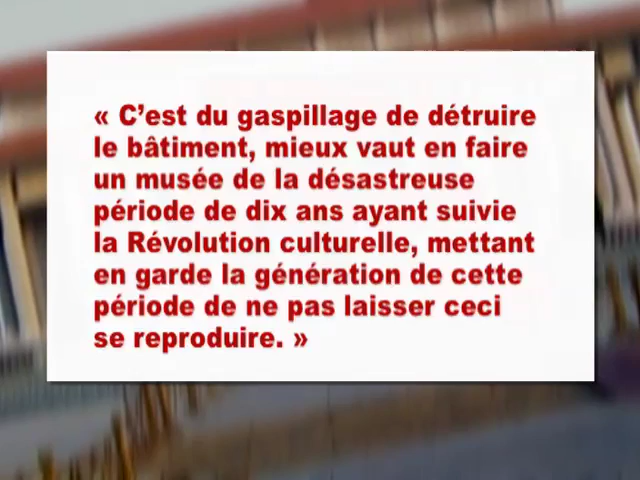 « C’est du gaspillage de détruire
le bâtiment, mieux vaut en faire
un musée de la désastreuse
période de dix ans ayant suivie
la Révolution culturelle, mettant
en garde la génération de cette
période de ne pas laisser ceci
se reproduire. »